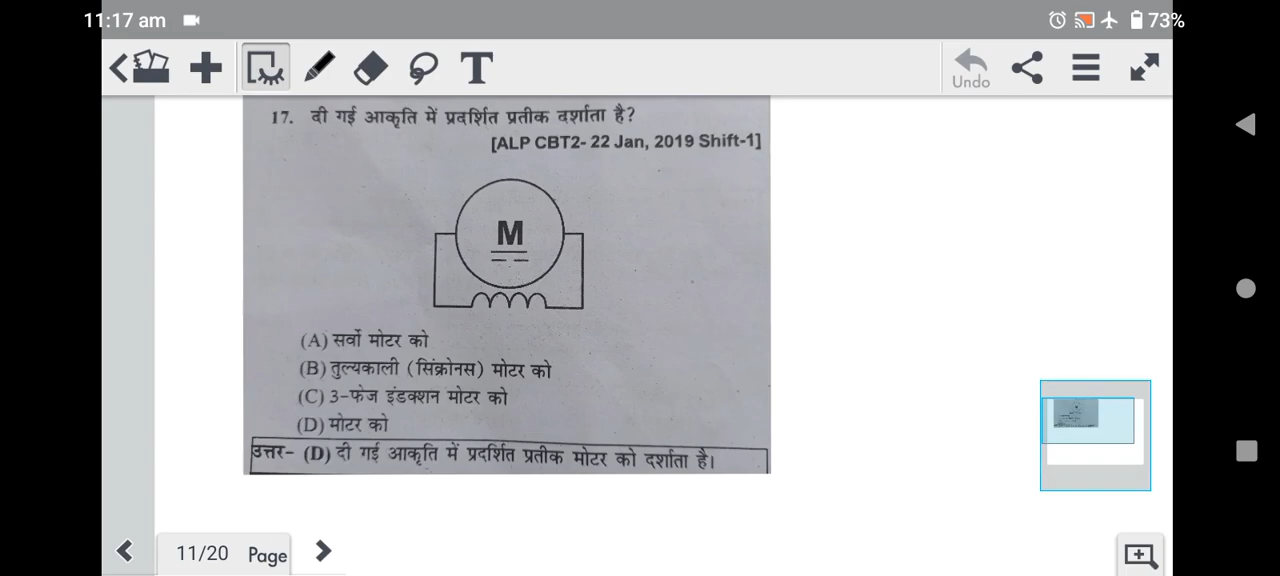 11:17 am
73%
T
Undo
17. दी गई आकृति में प्रदर्शित प्रतीक दर्शाता है?
[ALP CBT2- 22 Jan, 2019 Shift-1]
M
(A) सर्वो मोटर को
(B) तुल्यकाली (सिंक्रोनस) मोटर को
(C) 3-फेज इंडक्शन मोटर को
(D) मोटर को
उत्तर- (D) दी गई आकृति में प्रदर्शित प्रतीक मोटर को दर्शाता है।
11/20 Page